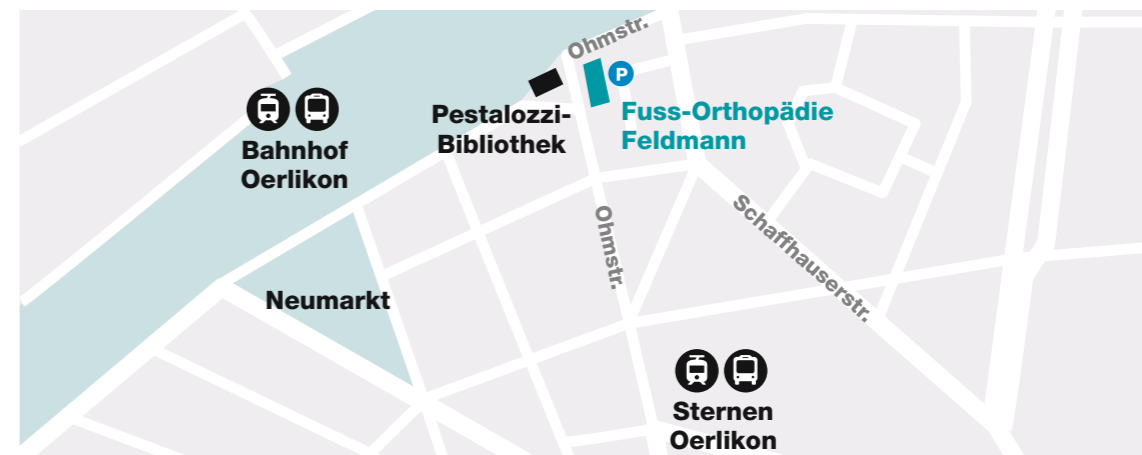 Ohmstr.
P
Pestalozzi-
Bibliothek
Fuss-Orthopädie
Feldmann
Bahnhof
Oerlikon
Ohmstr.
Schaffhauserstr.
Neumarkt
Sternen
Oerlikon